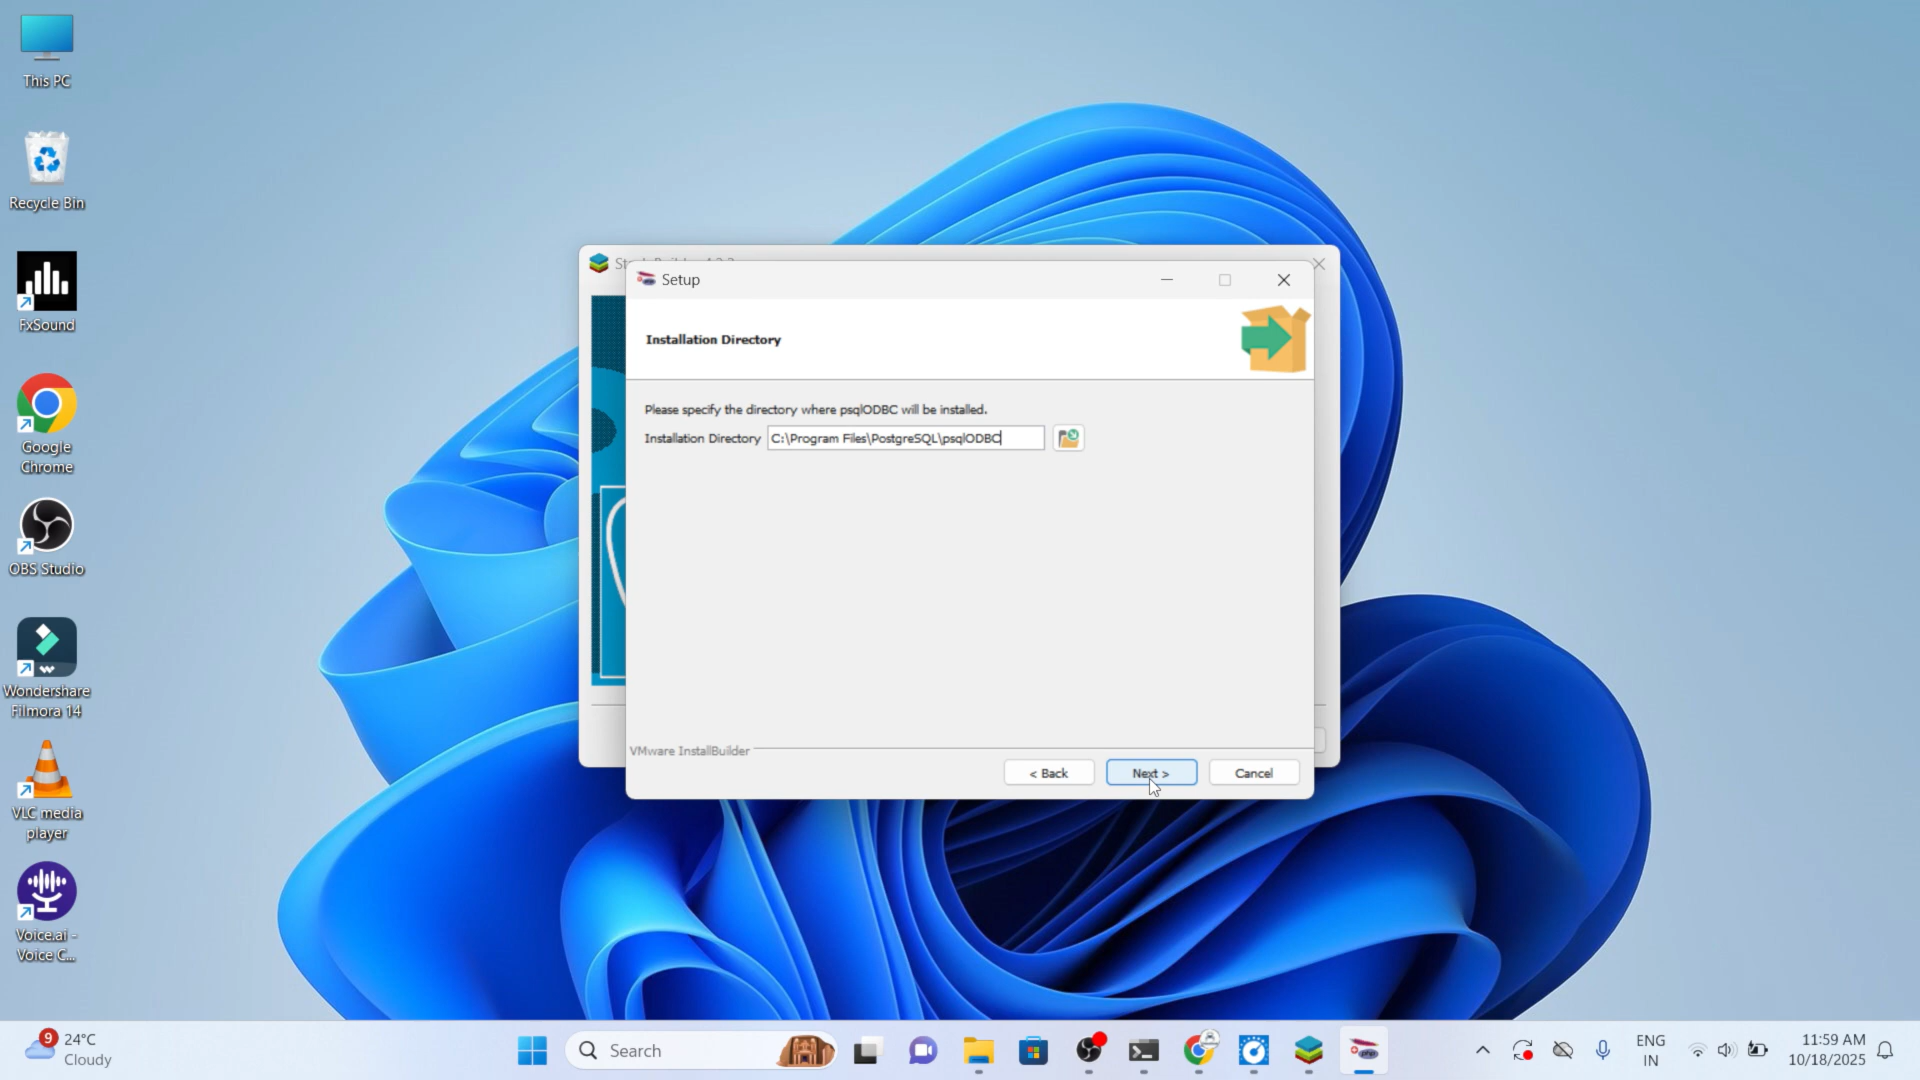 This PC
Recycle Bin
FxSound
Google
Chrome
OBS Studio
Wondershare
Filmora 14
VLC media
player
Voice.ai -
Voice C...
Setup
Installation Directory
Please specify the directory where psqlODBC will be installed.
Installation Directory
C:\Program Files\PostgreSQL\psqlODBC
VMware InstallBuilder
< Back
Next >
Cancel
9
24°C
Cloudy
Search
php
ENG
IN
11:59 AM
10/18/2025